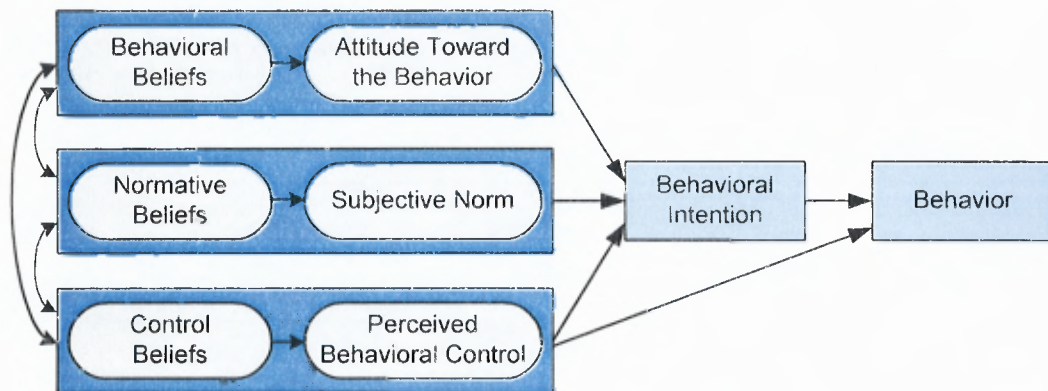 Behavioral
Beliefs
Attitude Toward
the Behavior
Normative
Beliefs
Subjective Norm
Control
Beliefs
Perceived
Behavioral Control
Behavioral
Intention
Behavior